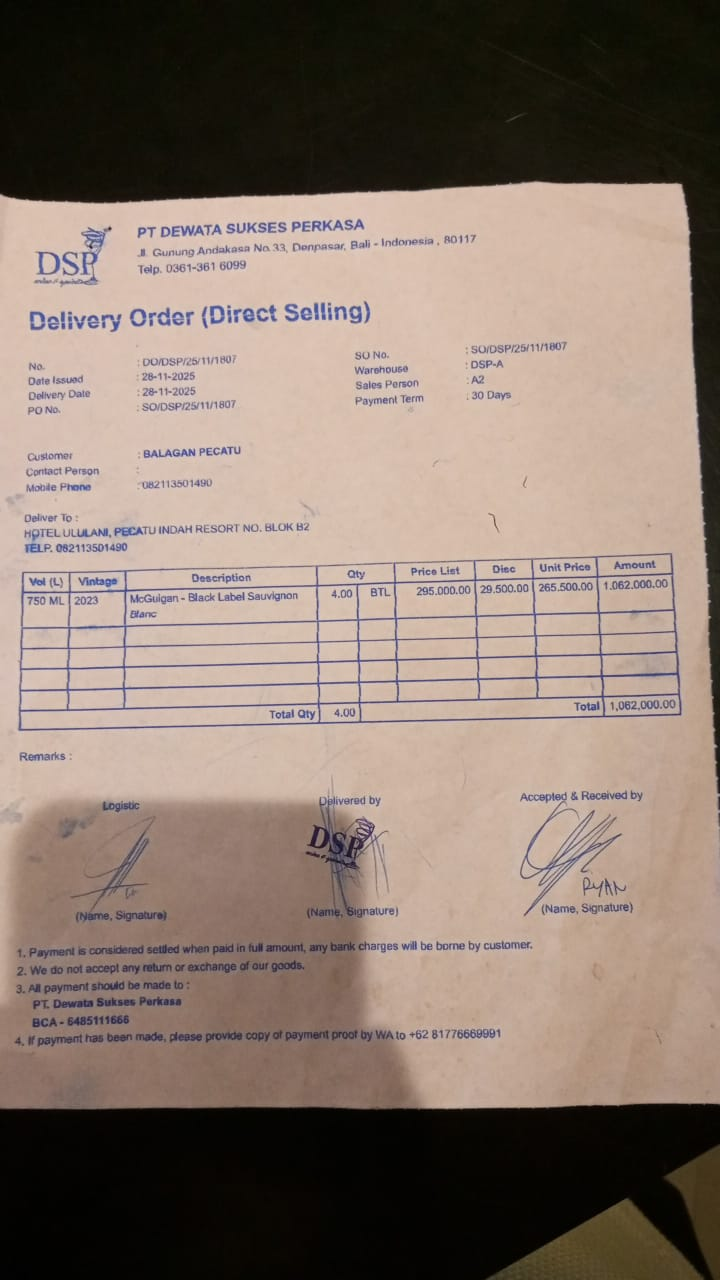 DSP
PT DEWATA SUKSES PERKASA
Jl. Gunung Andakasa No.33, Denpasar, Bali - Indonesia , 80117
Telp. 0361-361 6099
Delivery Order (Direct Selling)
No. : DO/DSP/25/11/1807
Date Issued : 28-11-2025
Delivery Date : 28-11-2025
PO No. : SO/DSP/25/11/1807
SO No. : SO/DSP/25/11/1807
Warehouse : DSP-A
Sales Person : A2
Payment Term : 30 Days
Customer : BALAGAN PECATU
Contact Person :
Mobile Phone : 082113501490
Deliver To :
HOTEL ULULANI, PECATU INDAH RESORT NO. BLOK B2
TELP. 082113501490
Vol (L) Vintage Description Qty Price List Disc Unit Price Amount
750 ML 2023 McGuigan - Black Label Sauvignon 4.00 BTL 295.000.00 29.500.00 265.500.00 1.062.000.00
Blanc
Total Qty 4.00 Total 1,062,000.00
Remarks :
Logistic Delivered by Accepted & Received by
DSP
RYAN
(Name, Signature) (Name, Signature) (Name, Signature)
1. Payment is considered settled when paid in full amount, any bank charges will be borne by customer.
2. We do not accept any return or exchange of our goods.
3. All payment should be made to :
PT. Dewata Sukses Perkasa
BCA - 6485111666
4. If payment has been made, please provide copy of payment proof by WA to +62 81776669991